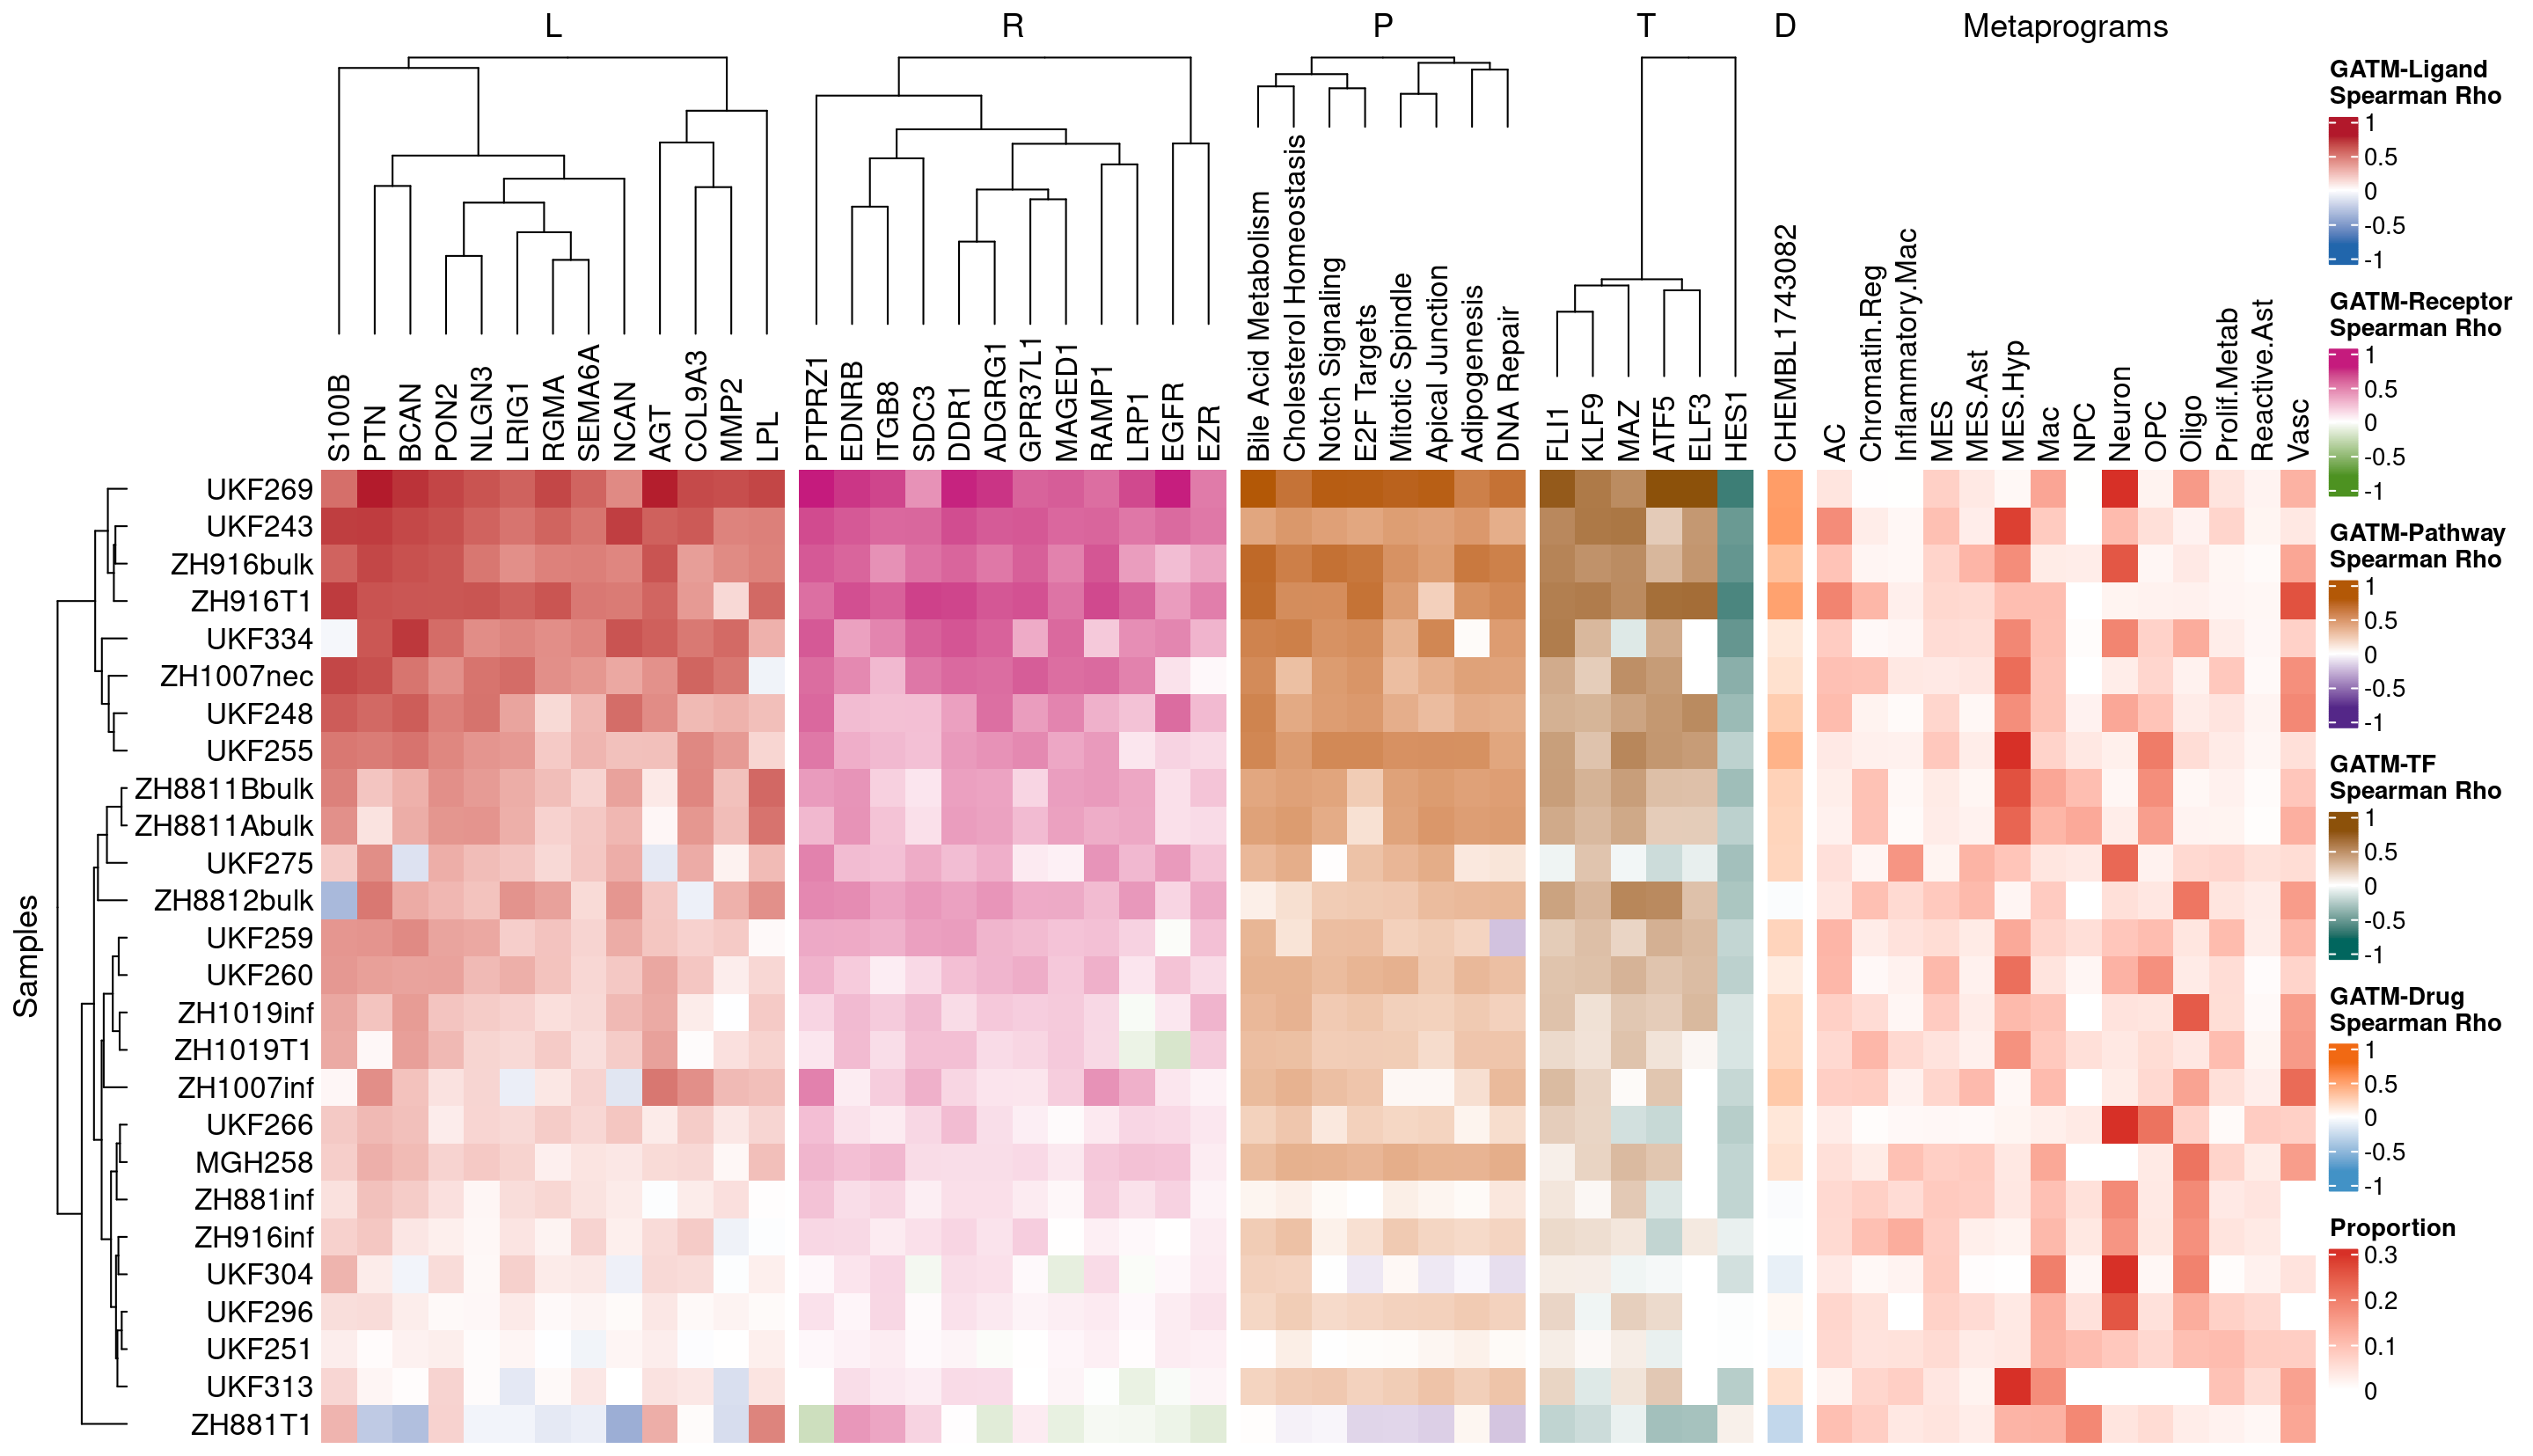 L R P T D Metaprograms
S100B
PTN
BCAN
PON2
NLGN3
LRIG1
RGMA
SEMA6A
NCAN
AGT
COL9A3
MMP2
LPL
PTPRZ1
EDNRB
ITGB8
SDC3
DDR1
ADGRG1
GPR37L1
MAGED1
RAMP1
LRP1
EGFR
EZR
Bile Acid Metabolism
Cholesterol Homeostasis
Notch Signaling
E2F Targets
Mitotic Spindle
Apical Junction
Adipogenesis
DNA Repair
FLI1
KLF9
MAZ
ATF5
ELF3
HES1
CHEMBL1743082
AC
Chromatin.Reg
Inflammatory.Mac
MES
MES.Ast
MES.Hyp
Mac
NPC
Neuron
OPC
Oligo
Prolif.Metab
Reactive.Ast
Vasc
Samples
UKF269
UKF243
ZH916bulk
ZH916T1
UKF334
ZH1007nec
UKF248
UKF255
ZH8811Bbulk
ZH8811Abulk
UKF275
ZH8812bulk
UKF259
UKF260
ZH1019inf
ZH1019T1
ZH1007inf
UKF266
MGH258
ZH881inf
ZH916inf
UKF304
UKF296
UKF251
UKF313
ZH881T1
GATM-Ligand
Spearman Rho
1
0.5
0
-0.5
-1
GATM-Receptor
Spearman Rho
1
0.5
0
-0.5
-1
GATM-Pathway
Spearman Rho
1
0.5
0
-0.5
-1
GATM-TF
Spearman Rho
1
0.5
0
-0.5
-1
GATM-Drug
Spearman Rho
1
0.5
0
-0.5
-1
Proportion
0.3
0.2
0.1
0